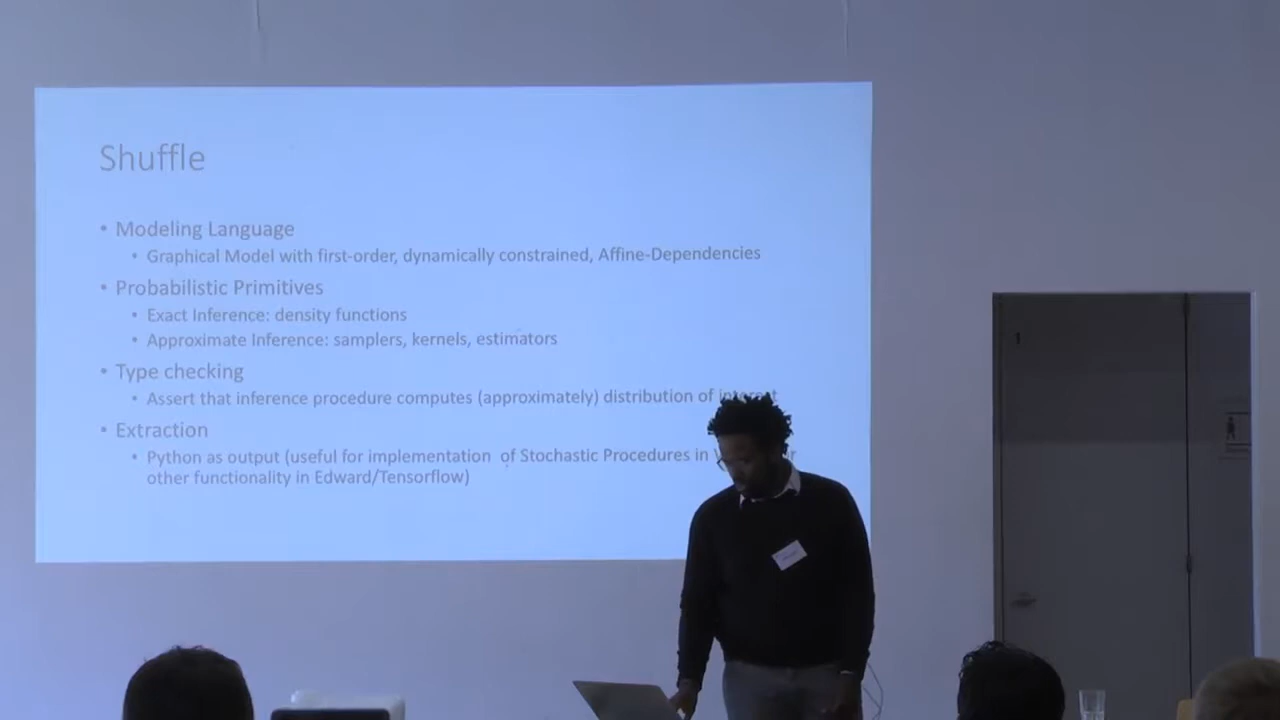 Shuffle
• Modeling Language
• Graphical Model with first-order, dynamically constrained, Affine-Dependencies
• Probabilistic Primitives
• Exact Inference: density functions
• Approximate Inference: samplers, kernels, estimators
• Type checking
• Assert that inference procedure computes (approximately) distribution of interest
• Extraction
• Python as output (useful for implementation of Stochastic Procedures in
other functionality in Edward/Tensorflow)